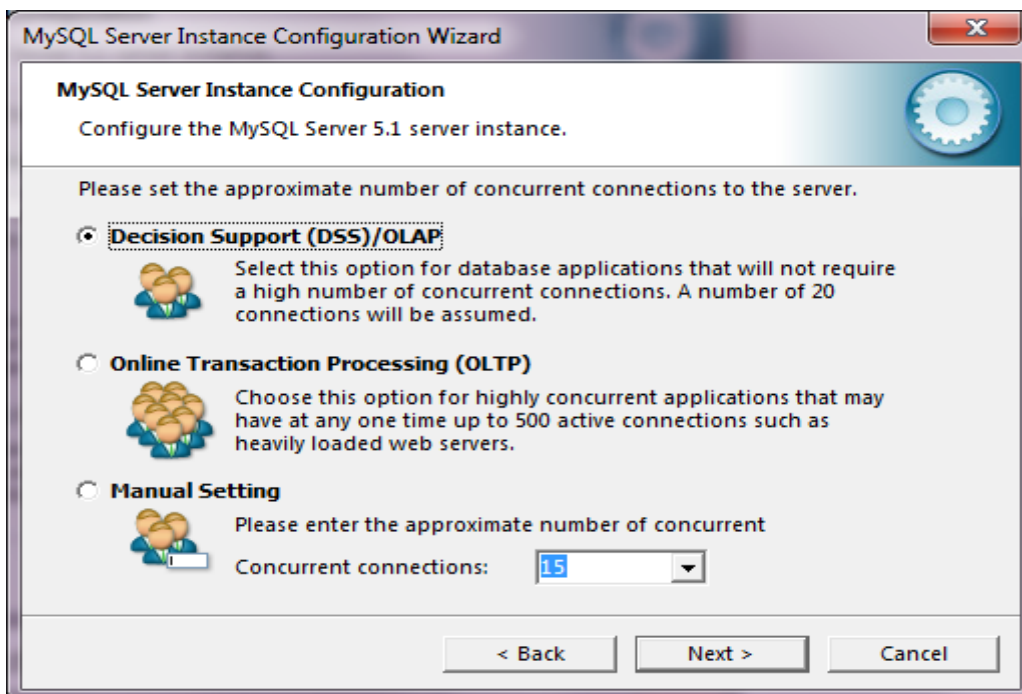 MySQL Server Instance Configuration Wizard
MySQL Server Instance Configuration
Configure the MySQL Server 5.1 server instance.
Please set the approximate number of concurrent connections to the server.
Decision Support (DSS)/OLAP
Select this option for database applications that will not require
a high number of concurrent connections. A number of 20
connections will be assumed.
Online Transaction Processing (OLTP)
Choose this option for highly concurrent applications that may
have at any one time up to 500 active connections such as
heavily loaded web servers.
Manual Setting
Please enter the approximate number of concurrent
Concurrent connections: 15
< Back Next > Cancel